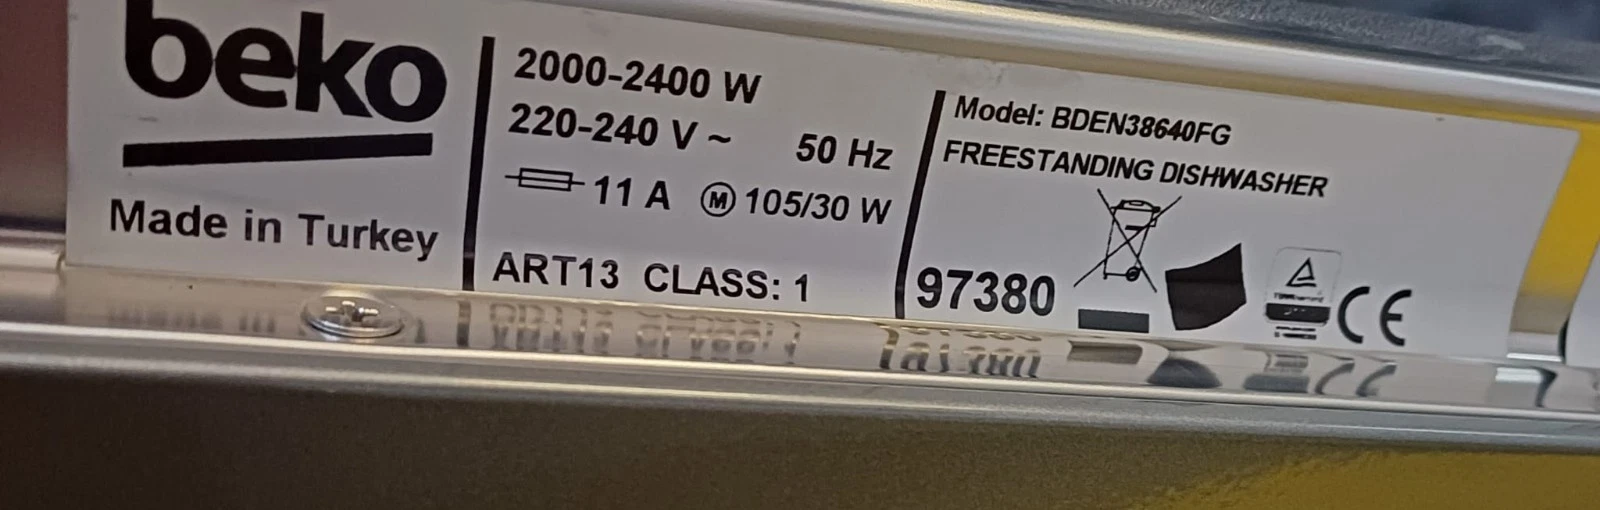 beko
Made in Turkey
2000-2400 W
220-240 V ~ 50 Hz
11 A M 105/30 W
ART13 CLASS: 1
Model: BDEN38640FG
FREESTANDING DISHWASHER
97380
CE